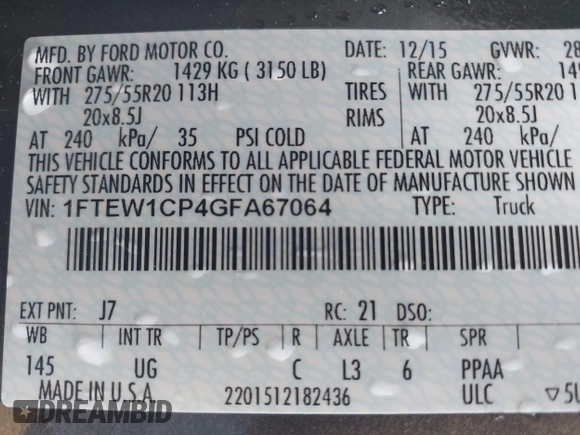 MFD. BY FORD MOTOR CO. DATE: 12/15 GVWR: 28
FRONT GAWR: 1429 KG ( 3150 LB) REAR GAWR: 14
WITH 275/55R20 113H TIRES WITH 275/55R20 1
20x8.5J RIMS 20x8.5J
AT 240 kPa/ 35 PSI COLD AT 240 kPa/
THIS VEHICLE CONFORMS TO ALL APPLICABLE FEDERAL MOTOR VEHICLE
SAFETY STANDARDS IN EFFECT ON THE DATE OF MANUFACTURE SHOWN
VIN: 1FTEW1CP4GFA67064 TYPE: Truck
EXT PNT: J7 RC: 21 DSO:
WB INT TR TP/PS R AXLE TR SPR
145 UG C L3 6 PPAA
MADE IN U.S.A. 2201512182436 ULC ▽5U
DREAMBID